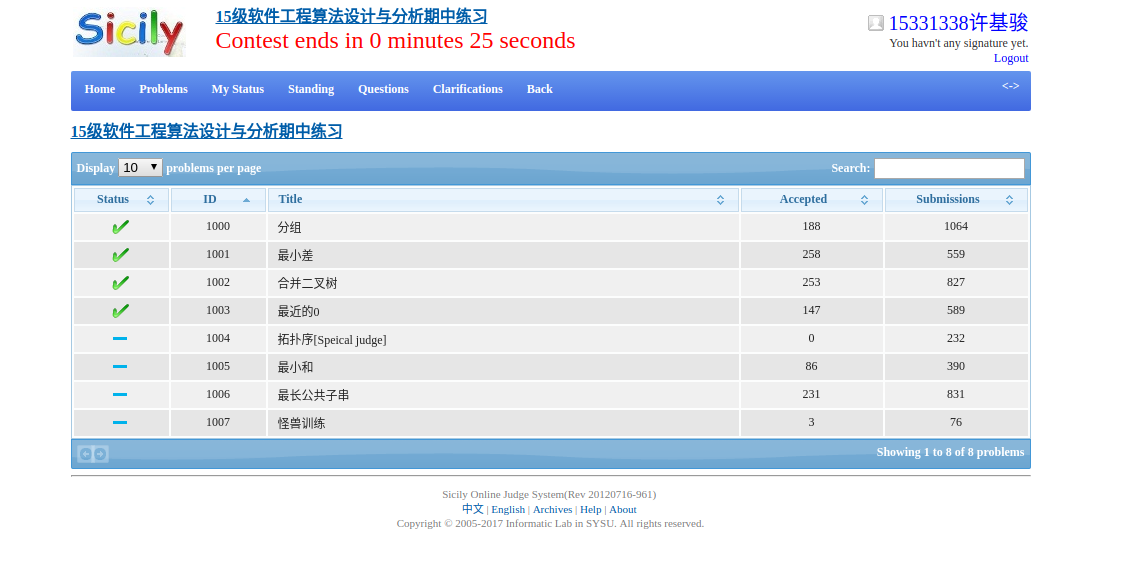 Sicily
15级软件工程算法设计与分析期中练习
Contest ends in 0 minutes 25 seconds
15331338许基骏
You havn't any signature yet.
Logout
Home Problems My Status Standing Questions Clarifications Back <->
15级软件工程算法设计与分析期中练习
Display 10 problems per page Search:
Status ID Title Accepted Submissions
1000 分组 188 1064
1001 最小差 258 559
1002 合并二叉树 253 827
1003 最近的0 147 589
1004 拓扑序[Speical judge] 0 232
1005 最小和 86 390
1006 最长公共子串 231 831
1007 怪兽训练 3 76
Showing 1 to 8 of 8 problems
Sicily Online Judge System(Rev 20120716-961)
中文 | English | Archives | Help | About
Copyright © 2005-2017 Informatic Lab in SYSU. All rights reserved.